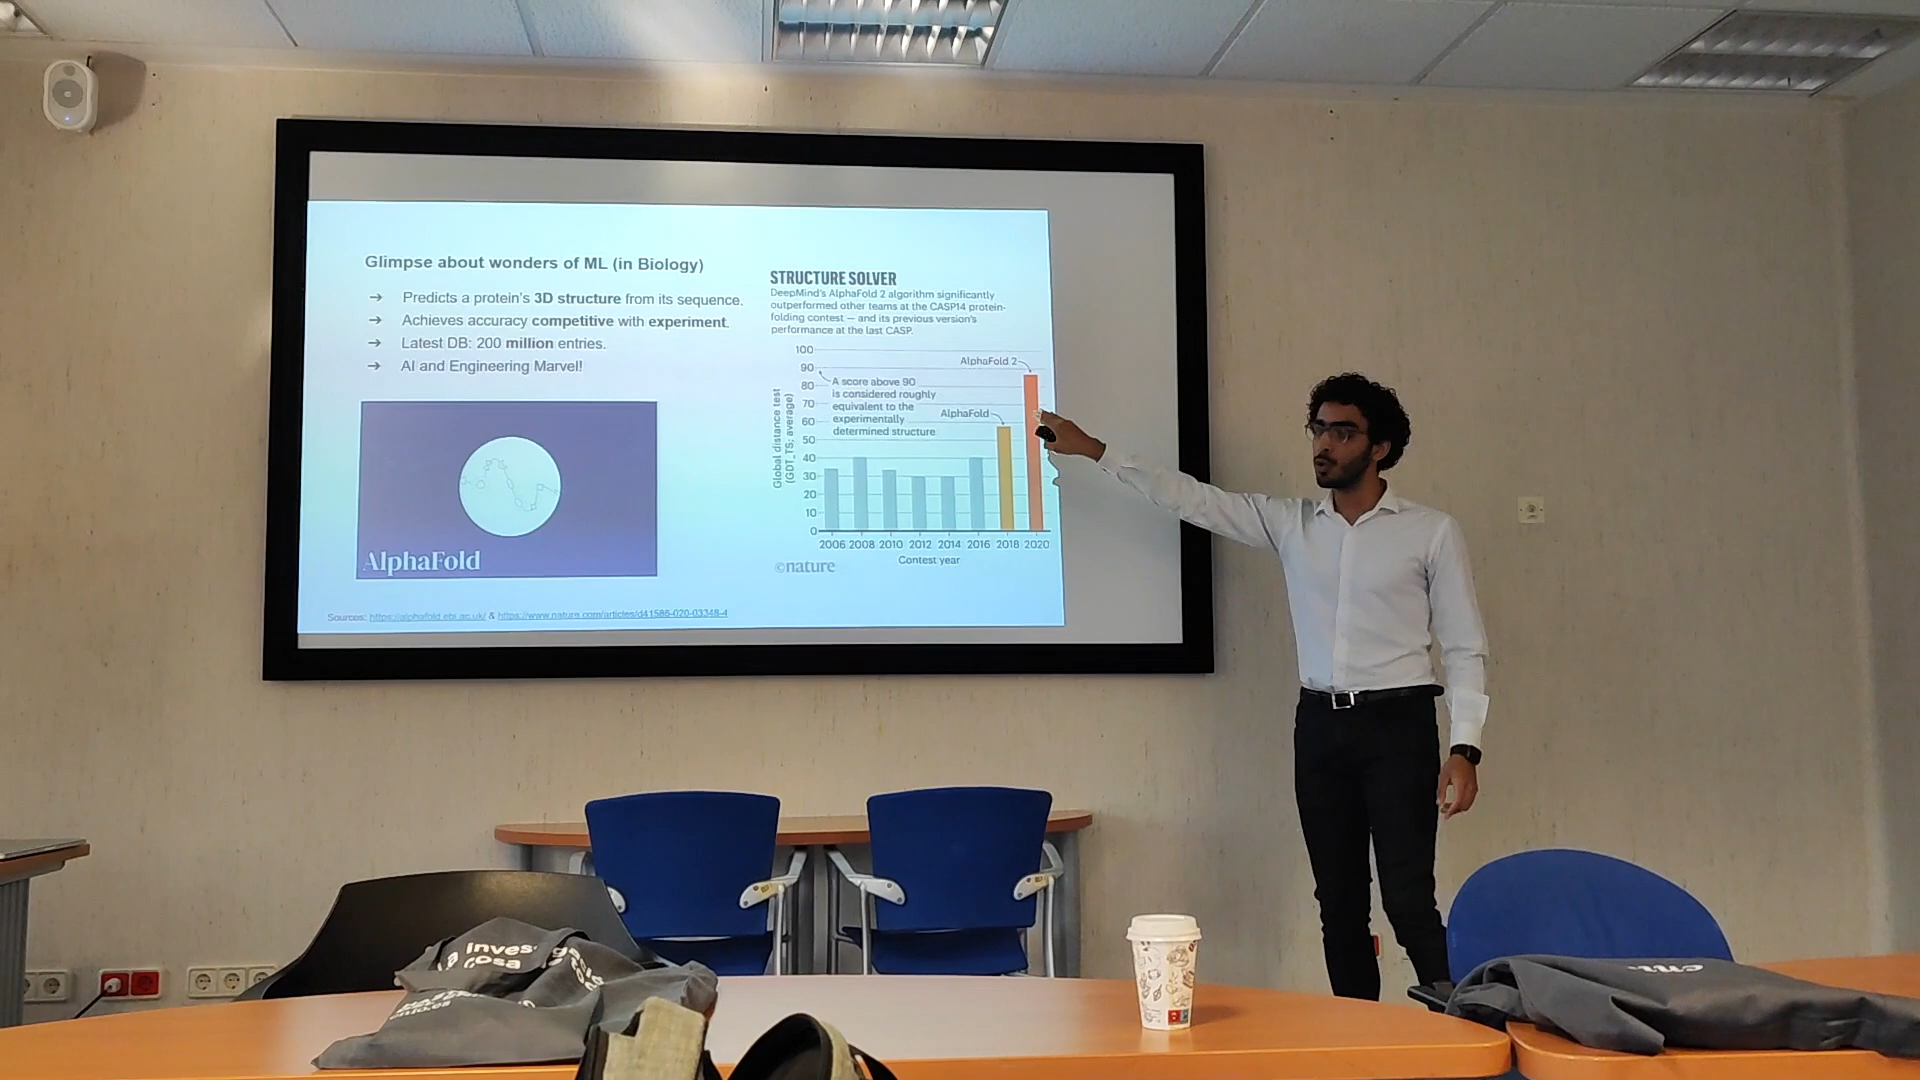 Glimpse about wonders of ML (in Biology)
➔ Predicts a protein's 3D structure from its sequence.
➔ Achieves accuracy competitive with experiment.
➔ Latest DB: 200 million entries.
➔ AI and Engineering Marvel!
AlphaFold
Sources: https://alphafold.ebi.ac.uk/ & https://www.nature.com/articles/d41586-020-03348-4
STRUCTURE SOLVER
DeepMind's AlphaFold 2 algorithm significantly
outperformed other teams at the CASP14 protein-
folding contest — and its previous version's
performance at the last CASP.
Global distance test
(GDT_TS; average)
100
90
80
70
60
50
40
30
20
10
0
A score above 90
is considered roughly
equivalent to the
experimentally
determined structure
AlphaFold 2
AlphaFold
2006 2008 2010 2012 2014 2016 2018 2020
Contest year
©nature
cosa